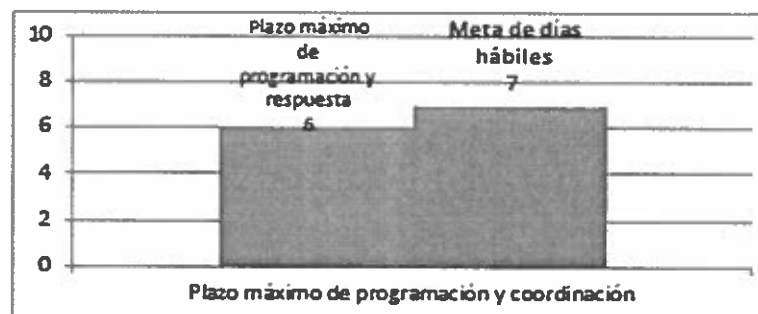 10
8
6
4
2
0
Plazo máximo
de
programación y
respuesta
6
Meta de días
hábiles
7
Plazo máximo de programación y coordinación